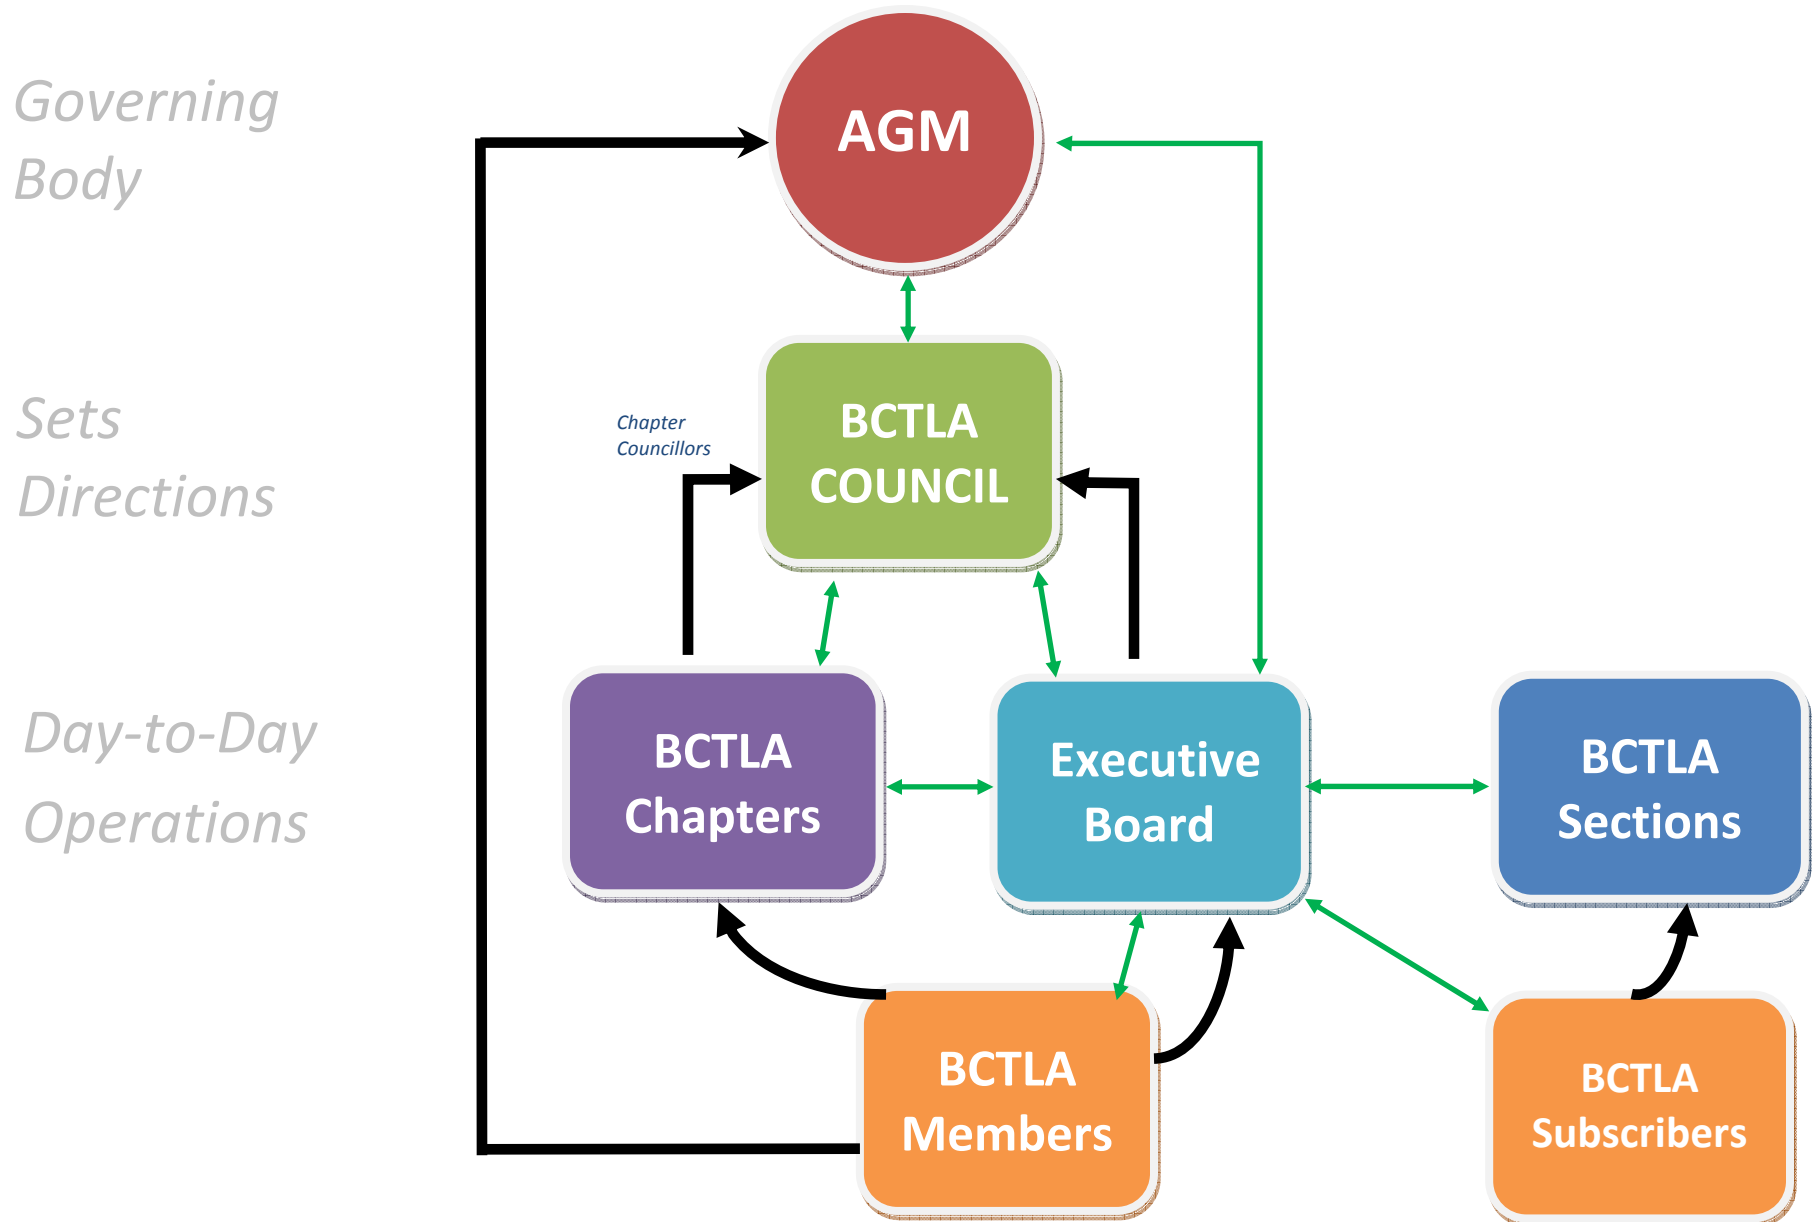 Governing
Body
AGM
Sets
Directions
Chapter
Councillors
BCTLA
COUNCIL
Day-to-Day
Operations
BCTLA
Chapters
Executive
Board
BCTLA
Sections
BCTLA
Members
BCTLA
Subscribers